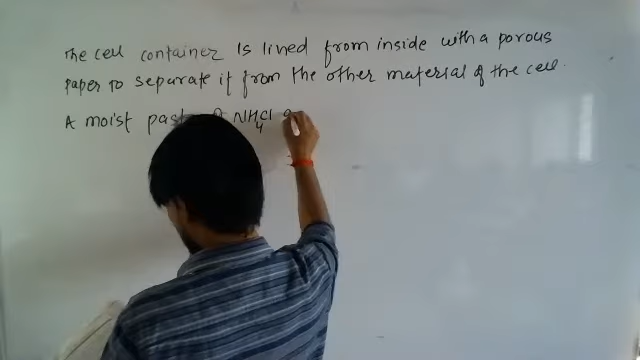 The cell container is lined from inside with a porous
paper to separate it from the other material of the cell.
A moist NH4Cl